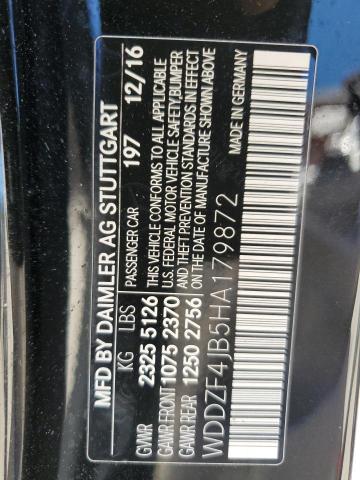 MFD BY DAIMLER AG STUTTGART
KG LBS PASSENGER CAR 197 12/16
GVWR 2325 5126 THIS VEHICLE CONFORMS TO ALL APPLICABLE
GAWR FRONT 1075 2370 U.S. FEDERAL MOTOR VEHICLE SAFETY BUMPER
GAWR REAR 1250 2756 AND THEFT PREVENTION STANDARDS IN EFFECT
ON DATE OF MANUFACTURE SHOWN ABOVE
WDDZF4JB5HA179872 MADE IN GERMANY